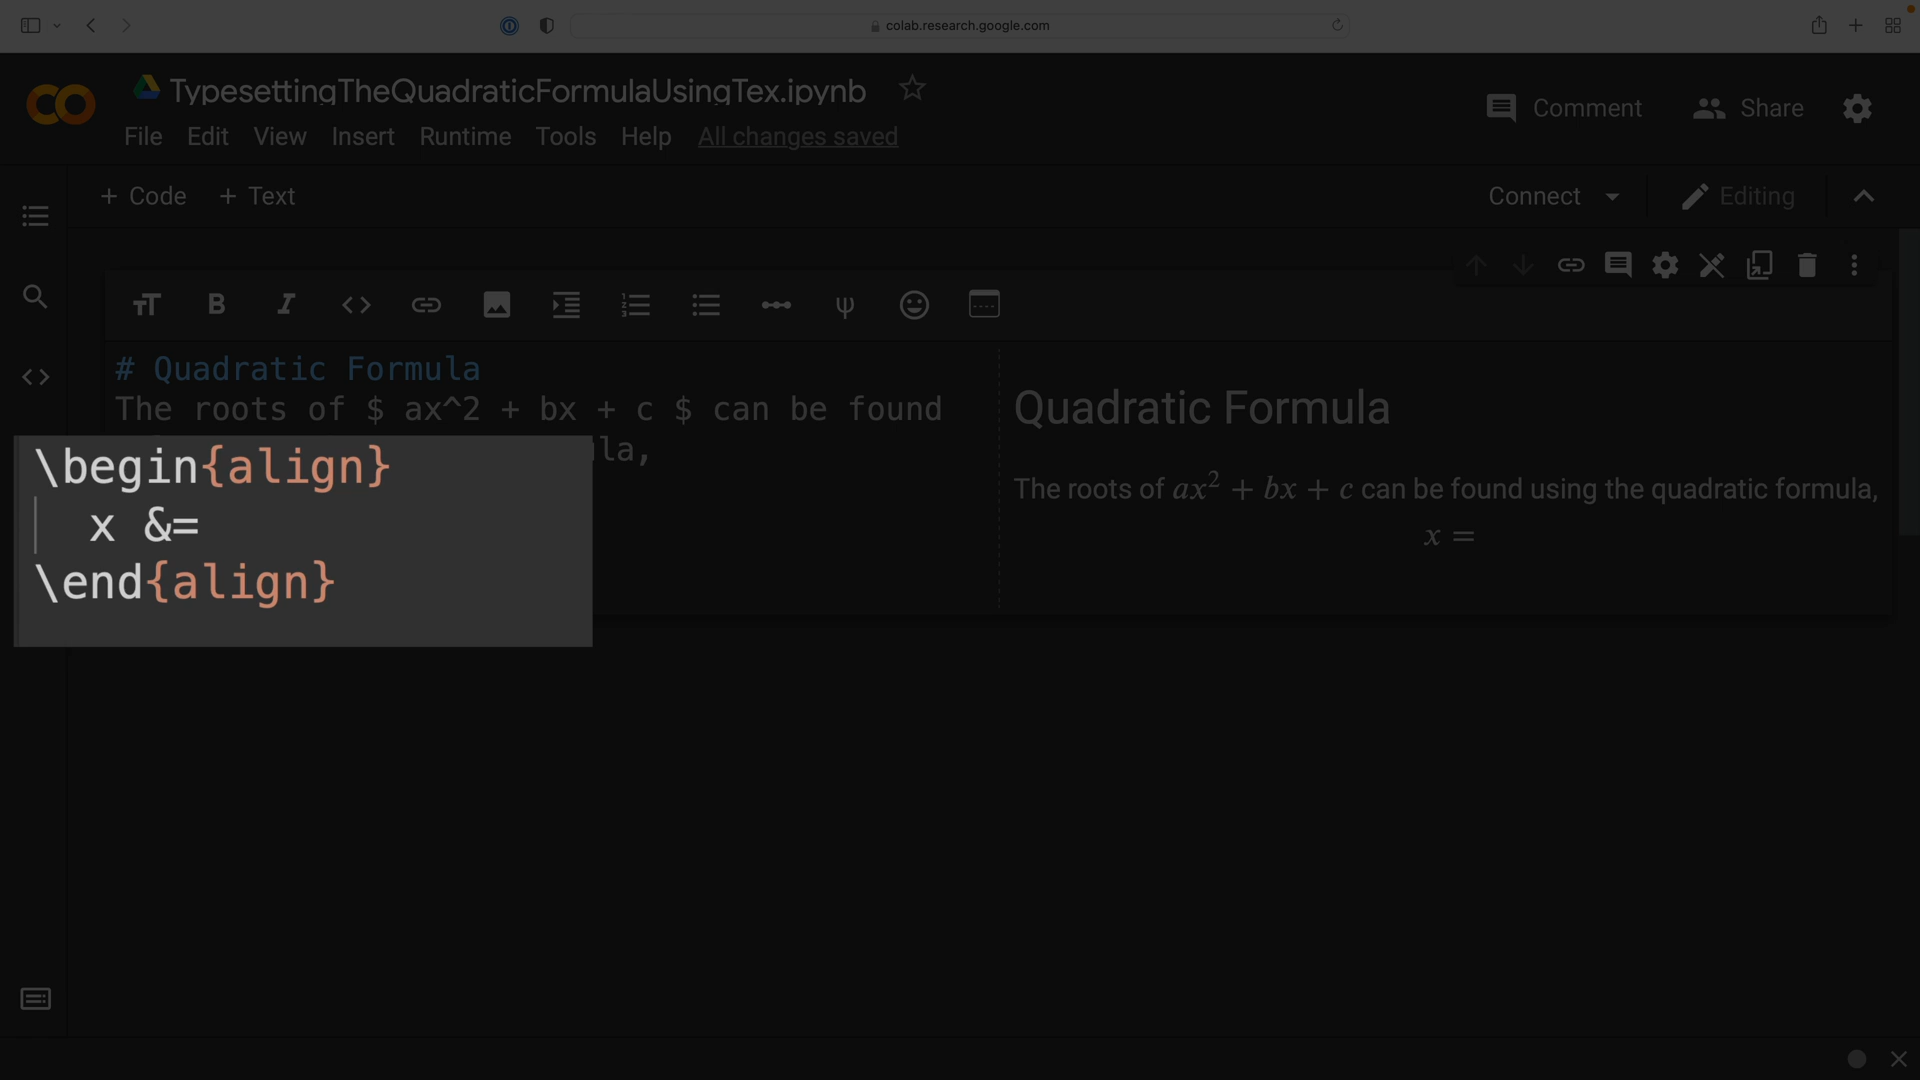 colab.research.google.com
TypesettingTheQuadraticFormulaUsingTex.ipynb
Comment Share
File Edit View Insert Runtime Tools Help All changes saved
+ Code + Text
Connect Editing
# Quadratic Formula
The roots of $ ax^2 + bx + c $ can be found
la,
\begin{align}
x &=
\end{align}
Quadratic Formula
The roots of ax² + bx + c can be found using the quadratic formula,
x =